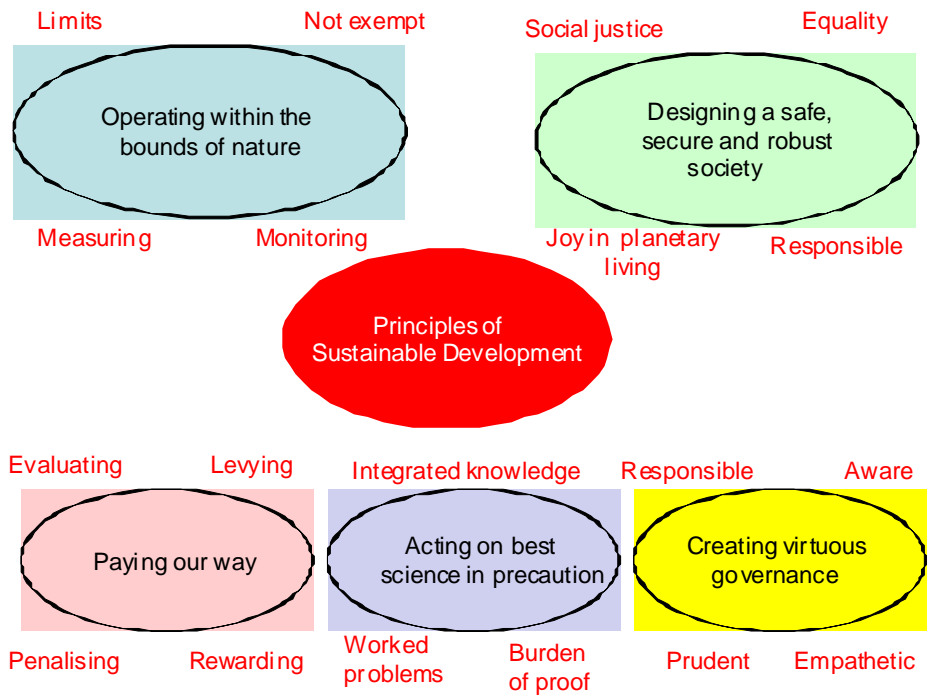 Limits
Not exempt
Social justice
Equality
Operating within the
bounds of nature
Designing a safe,
secure and robust
society
Measuring
Monitoring
Joy in planetary
living
Responsible
Principles of
Sustainable Development
Evaluating
Levying
Integrated knowledge
Responsible
Aware
Paying our way
Acting on best
science in precaution
Creating virtuous
governance
Penalising
Rewarding
Worked
problems
Burden
of proof
Prudent
Empathetic